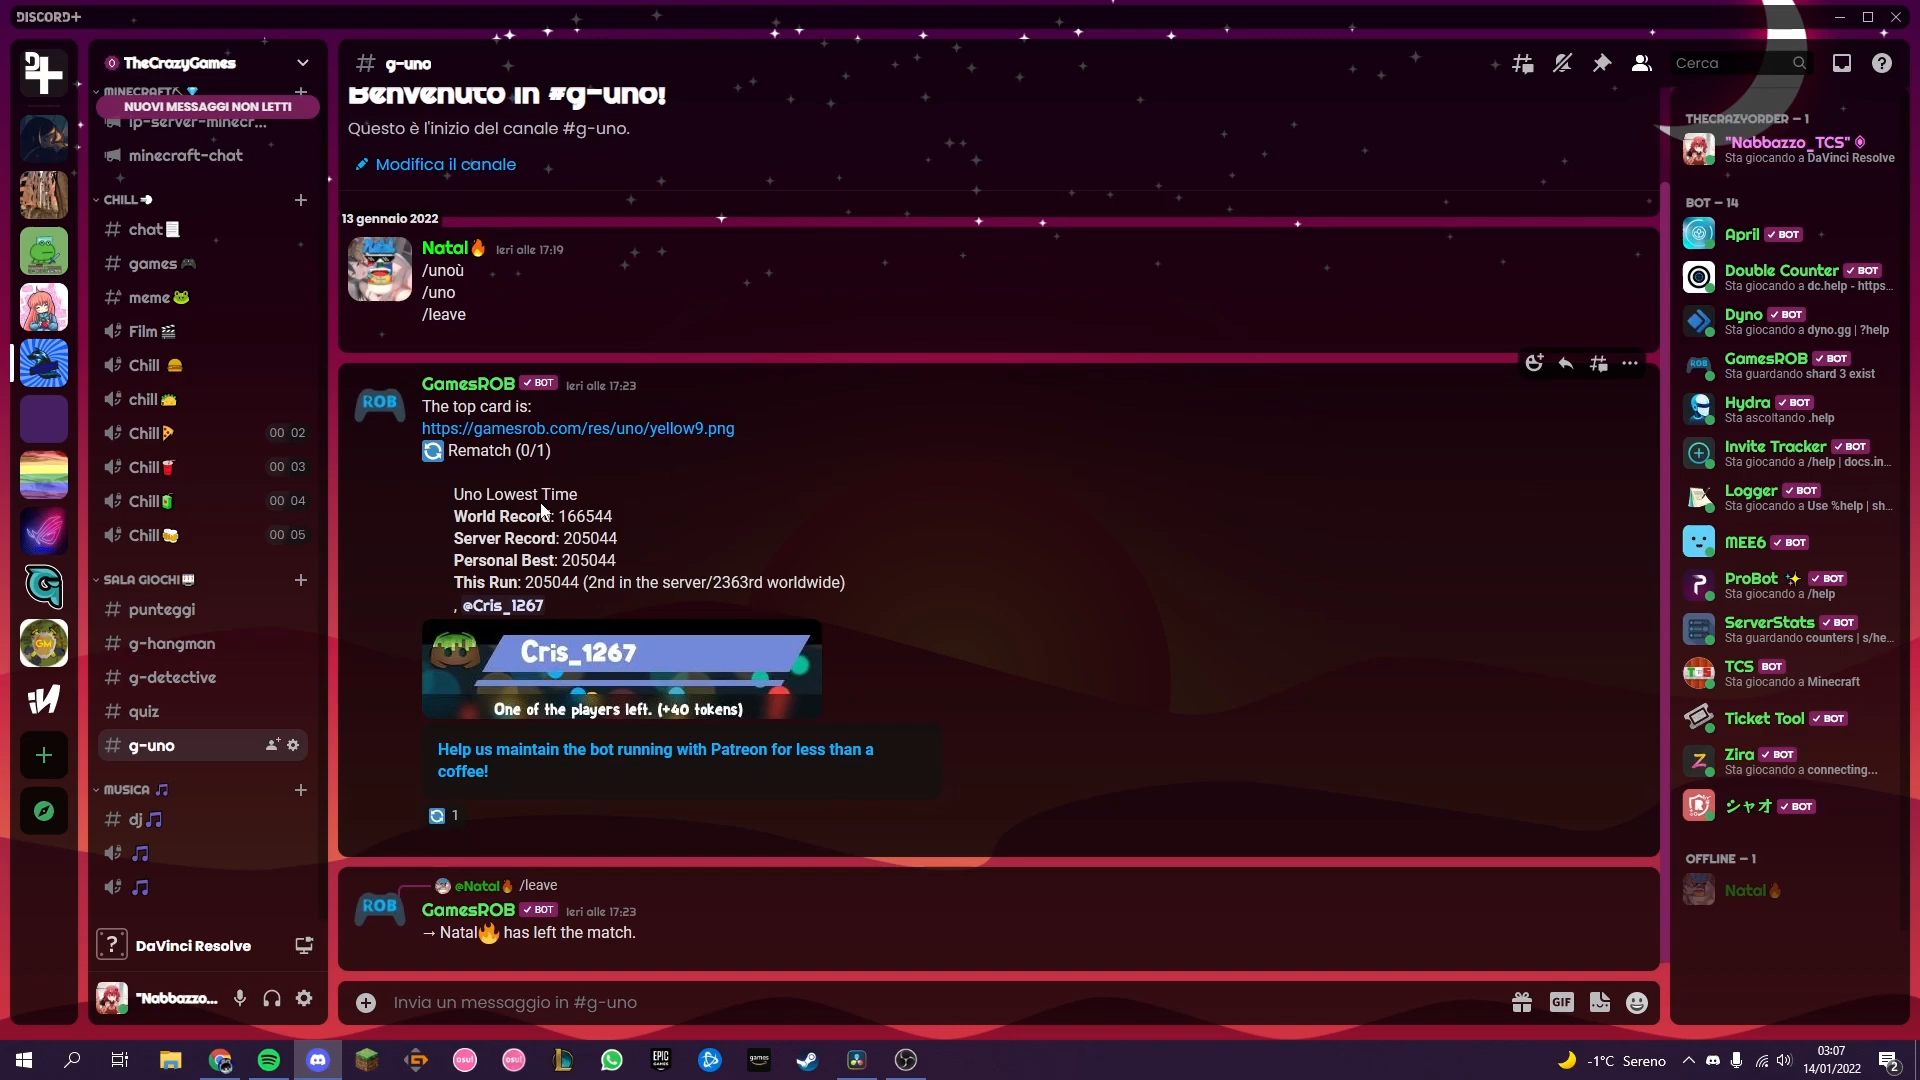 DISCORD+
TheCrazyGames
MINECRAFT⛏💎
NUOVI MESSAGGI NON LETTI
ip-server-minecr...
minecraft-chat
CHILL💨
chat📃
games🎮
meme🐸
Film🎬
Chill 🍔
chill🌮
Chill🍕 00 02
Chill🥤 00 03
Chill🧃 00 04
Chill🍻 00 05
SALA GIOCHI
punteggi
g-hangman
g-detective
quiz
g-uno
MUSICA 🎵
dj🎵
🎵
🎵
DaVinci Resolve
"Nabbazzo...
g-uno
Benvenuto in #g-uno!
Questo è l'inizio del canale #g-uno.
Modifica il canale
13 gennaio 2022
Natal🔥 Ieri alle 17:19
/unoù
/uno
/leave
GamesROB ✓ BOT Ieri alle 17:23
The top card is:
https://gamesrob.com/res/uno/yellow9.png
🔄 Rematch (0/1)
Uno Lowest Time
World Record: 166544
Server Record: 205044
Personal Best: 205044
This Run: 205044 (2nd in the server/2363rd worldwide)
, @Cris_1267
Cris_1267
One of the players left. (+40 tokens)
Help us maintain the bot running with Patreon for less than a
coffee!
🔄 1
@Natal🔥 /leave
ROB
GamesROB ✓ BOT Ieri alle 17:23
→ Natal🔥 has left the match.
Invia un messaggio in #g-uno
GIF
Cerca
THECRAZYORDER — 1
"Nabbazzo_TCS"
Sta giocando a DaVinci Resolve
BOT — 14
April ✓ BOT
Double Counter ✓ BOT
Sta giocando a dc.help - https...
Dyno ✓ BOT
Sta giocando a dyno.gg | ?help
GamesROB ✓ BOT
Sta guardando shard 3 exist
Hydra ✓ BOT
Sta ascoltando .help
Invite Tracker ✓ BOT
Sta giocando a /help | docs.in...
Logger ✓ BOT
Sta giocando a Use %help | sh...
MEE6 ✓ BOT
ProBot ✨ ✓ BOT
Sta giocando a /help
ServerStats ✓ BOT
Sta guardando counters | s/he...
TCS BOT
Sta giocando a Minecraft
Ticket Tool ✓ BOT
Zira ✓ BOT
Sta giocando a connecting...
シャオ ✓ BOT
OFFLINE — 1
Natal🔥
-1°C Sereno
03:07
14/01/2022
2